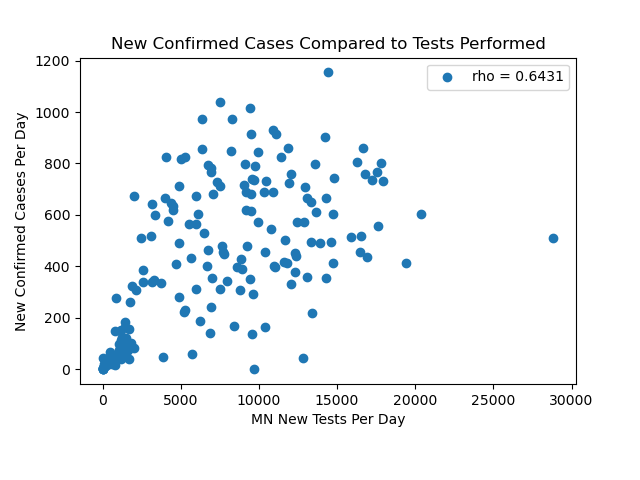 New Confirmed Cases Compared to Tests Performed
rho = 0.6431
New Confirmed Caeses Per Day
1200
1000
800
600
400
200
0
0 5000 10000 15000 20000 25000 30000
MN New Tests Per Day